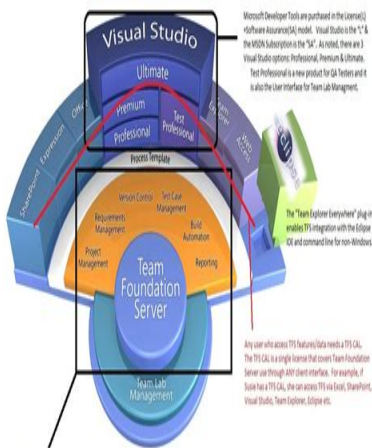 Microsoft Developer Tools are purchased in the License(L)
+Software Assurance(SA) model. Visual Studio is the "L" &
the MSDN Subscription is the "SA". As noted, there are 3
Visual Studio options: Professional, Premium & Ultimate.
Test Professional is a new product for QA Testers and it
is also the User Interface for Team Lab Managment.
Visual Studio
Ultimate
Premium
Professional
Test
Professional
Office
Expression
SharePoint
Team
Explorer
Web
Access
Process Template
Version Control
Test Case
Management
Requirements
Management
Build
Automation
Project
Management
Reporting
Team
Foundation
Server
Team Lab
Management
The "Team Explorer Everywhere" plug-in
enables TFS integration with the Eclipse
IDE and command line for non-Windows.
Any user who access TFS features/data needs a TFS CAL.
The TFS CAL is a single license that covers Team Foundation
Server use through ANY client interface. For example, if
Susie has a TFS CAL, she can access TFS via Excel, SharePoint,
Visual Studio, Team Explorer, Eclipse etc.